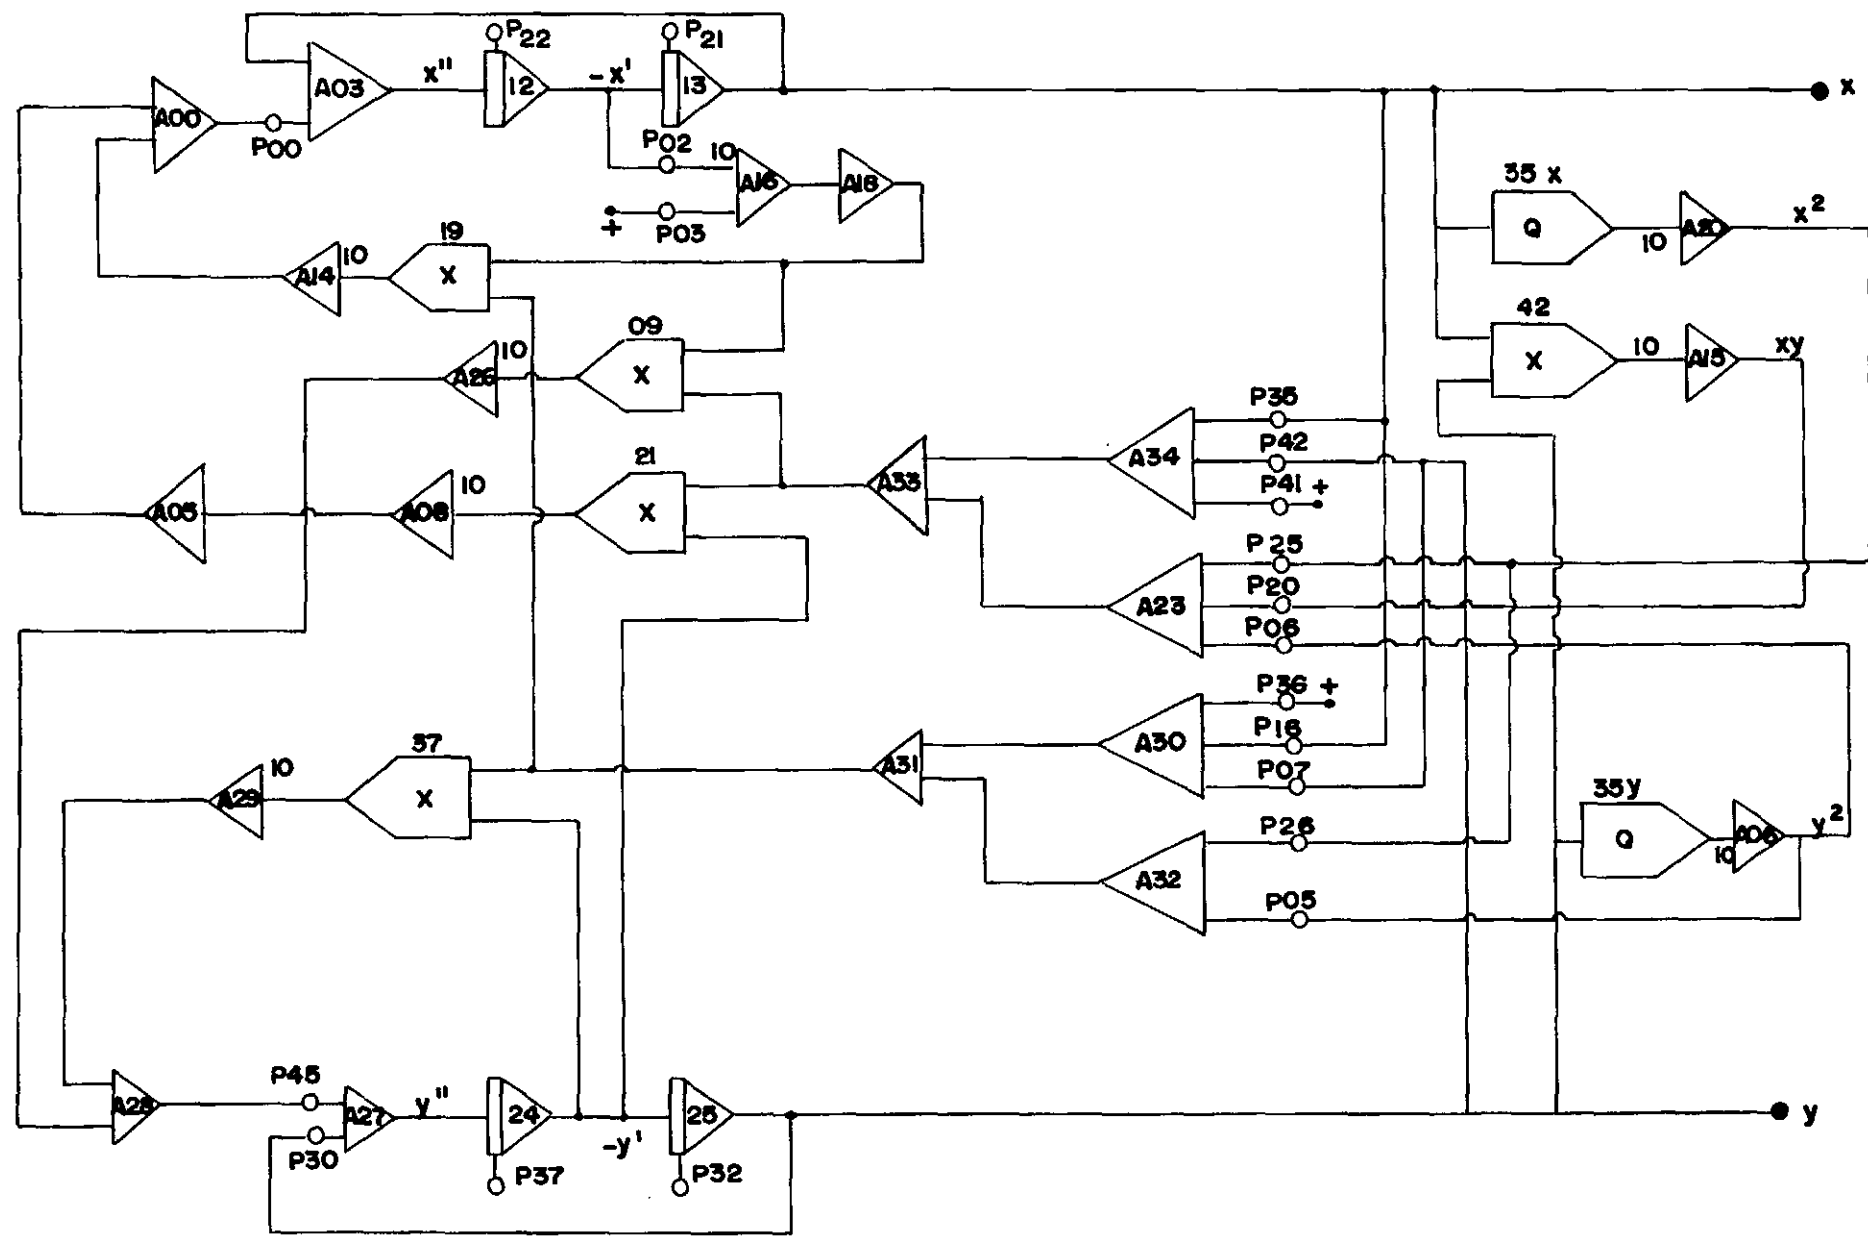 P22
P21
A03
x''
12
-x'
13
x
A00
P00
P02
10
A16
A18
+
P03
35 x
Q
10
A20
x2
19
A14
10
X
42
X
10
A15
xy
09
10
A26
X
P35
P42
P41 +
A34
21
10
A05
A08
X
A33
P25
P20
P06
A23
P36 +
P16
P07
A30
37
10
A29
X
A31
P26
P05
A32
35y
Q
10
A06
y2
P45
A28
A27
y''
24
-y'
25
y
P30
P37
P32